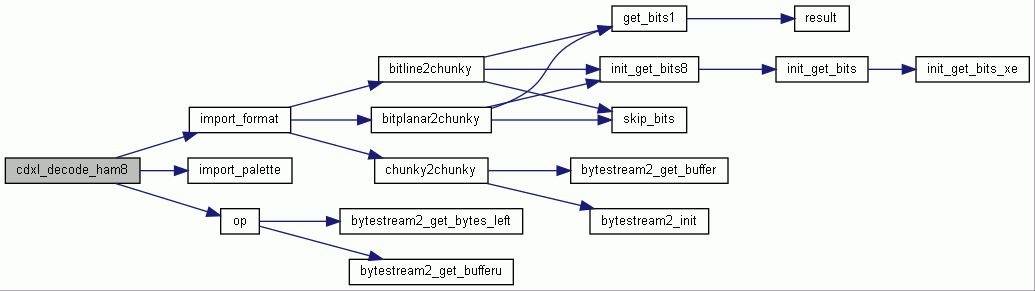 get_bits1
result
bitline2chunky
init_get_bits8
init_get_bits
init_get_bits_xe
import_format
bitplanar2chunky
skip_bits
cdxl_decode_ham8
import_palette
chunky2chunky
bytestream2_get_buffer
op
bytestream2_get_bytes_left
bytestream2_init
bytestream2_get_bufferu